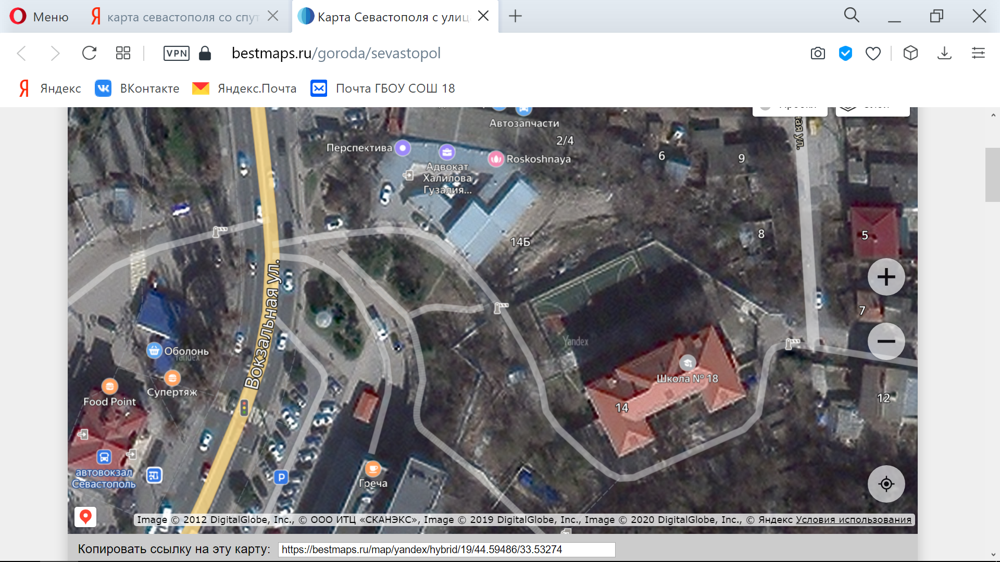 Меню
карта севастополя со спут
Карта Севастополя с улиц
VPN
bestmaps.ru/goroda/sevastopol
Яндекс
ВКонтакте
Яндекс.Почта
Почта ГБОУ СОШ 18
Автозапчасти
2/4
Перспектива
Адвокат
Халилова
Гузалия...
Roskoshnaya
6
9
ная ул.
8
5
14Б
7
Вокзальная ул.
Yandex
Оболонь
Yandex
Супертяж
Food Point
Школа № 18
14
12
автовокзал
Севастополь
P
Греча
Image © 2012 DigitalGlobe, Inc., © ООО ИТЦ «СКАНЭКС», Image © 2019 DigitalGlobe, Inc., Image © 2020 DigitalGlobe, Inc., © Яндекс Условия использования
Копировать ссылку на эту карту: https://bestmaps.ru/map/yandex/hybrid/19/44.59486/33.53274